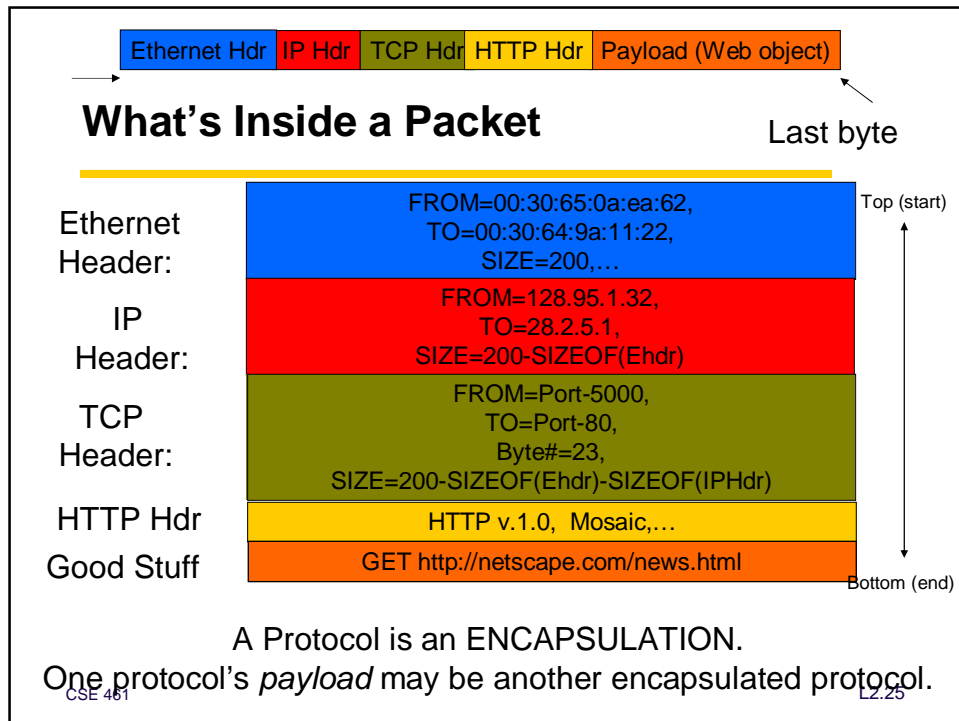 Ethernet Hdr IP Hdr TCP Hdr HTTP Hdr Payload (Web object)
What's Inside a Packet
Last byte
Ethernet
Header:
FROM=00:30:65:0a:ea:62,
TO=00:30:64:9a:11:22,
SIZE=200,…
Top (start)
IP
Header:
FROM=128.95.1.32,
TO=28.2.5.1,
SIZE=200-SIZEOF(Ehdr)
TCP
Header:
FROM=Port-5000,
TO=Port-80,
Byte#=23,
SIZE=200-SIZEOF(Ehdr)-SIZEOF(IPHdr)
HTTP Hdr
HTTP v.1.0, Mosaic,…
Good Stuff
GET http://netscape.com/news.html
Bottom (end)
A Protocol is an ENCAPSULATION.
One protocol's payload may be another encapsulated protocol.
CSE 461
L2.25